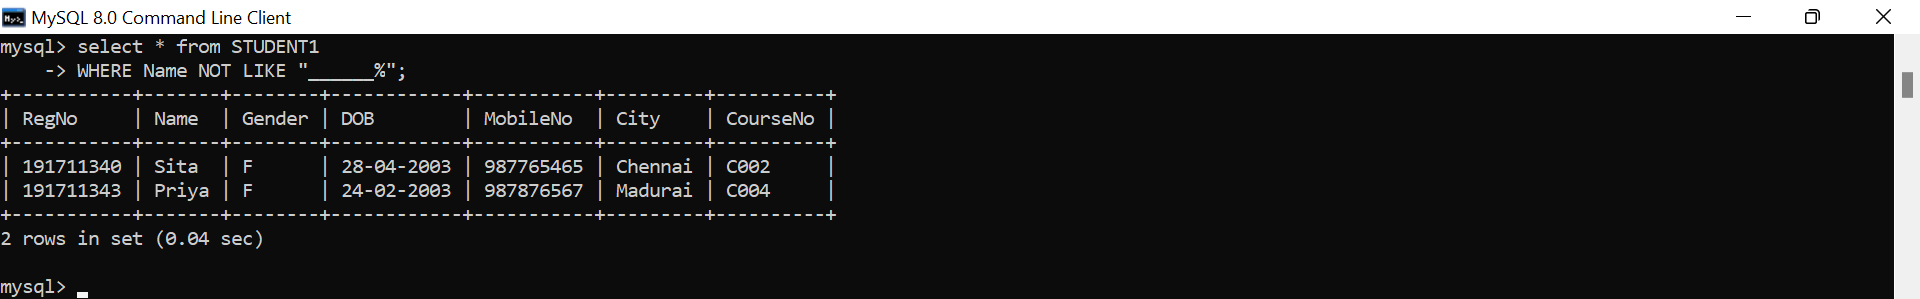 MySQL 8.0 Command Line Client
mysql> select * from STUDENT1
    -> WHERE Name NOT LIKE "______%";
+-----------+-------+--------+------------+-----------+---------+----------+
| RegNo     | Name  | Gender | DOB        | MobileNo  | City    | CourseNo |
+-----------+-------+--------+------------+-----------+---------+----------+
| 191711340 | Sita  | F      | 28-04-2003 | 987765465 | Chennai | C002     |
| 191711343 | Priya | F      | 24-02-2003 | 987876567 | Madurai | C004     |
+-----------+-------+--------+------------+-----------+---------+----------+
2 rows in set (0.04 sec)
mysql>